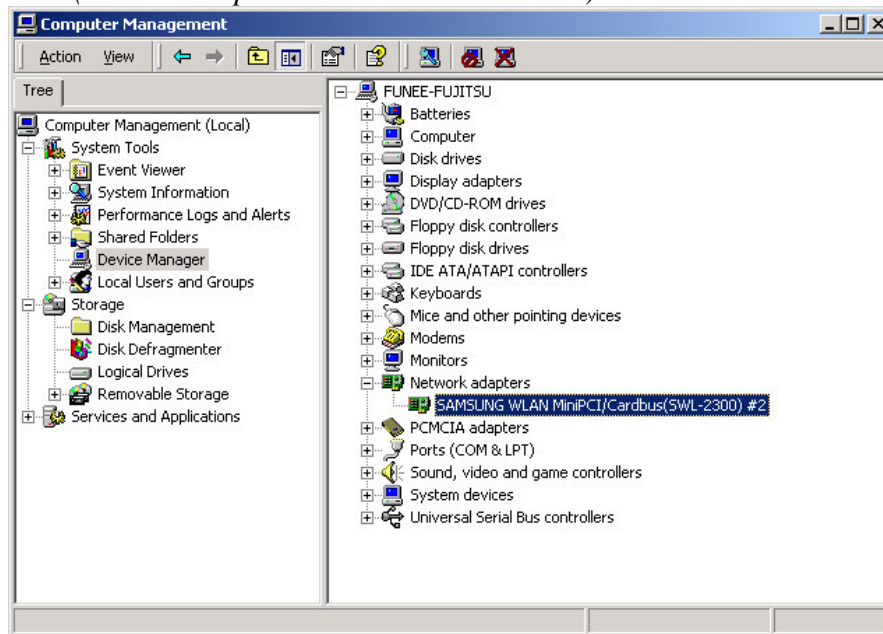 Computer Management
Action View
Tree
Computer Management (Local)
System Tools
Event Viewer
System Information
Performance Logs and Alerts
Shared Folders
Device Manager
Local Users and Groups
Storage
Disk Management
Disk Defragmenter
Logical Drives
Removable Storage
Services and Applications
FUNEE-FUJITSU
Batteries
Computer
Disk drives
Display adapters
DVD/CD-ROM drives
Floppy disk controllers
Floppy disk drives
IDE ATA/ATAPI controllers
Keyboards
Mice and other pointing devices
Modems
Monitors
Network adapters
SAMSUNG WLAN MiniPCI/Cardbus(SWL-2300) #2
PCMCIA adapters
Ports (COM & LPT)
Sound, video and game controllers
System devices
Universal Serial Bus controllers